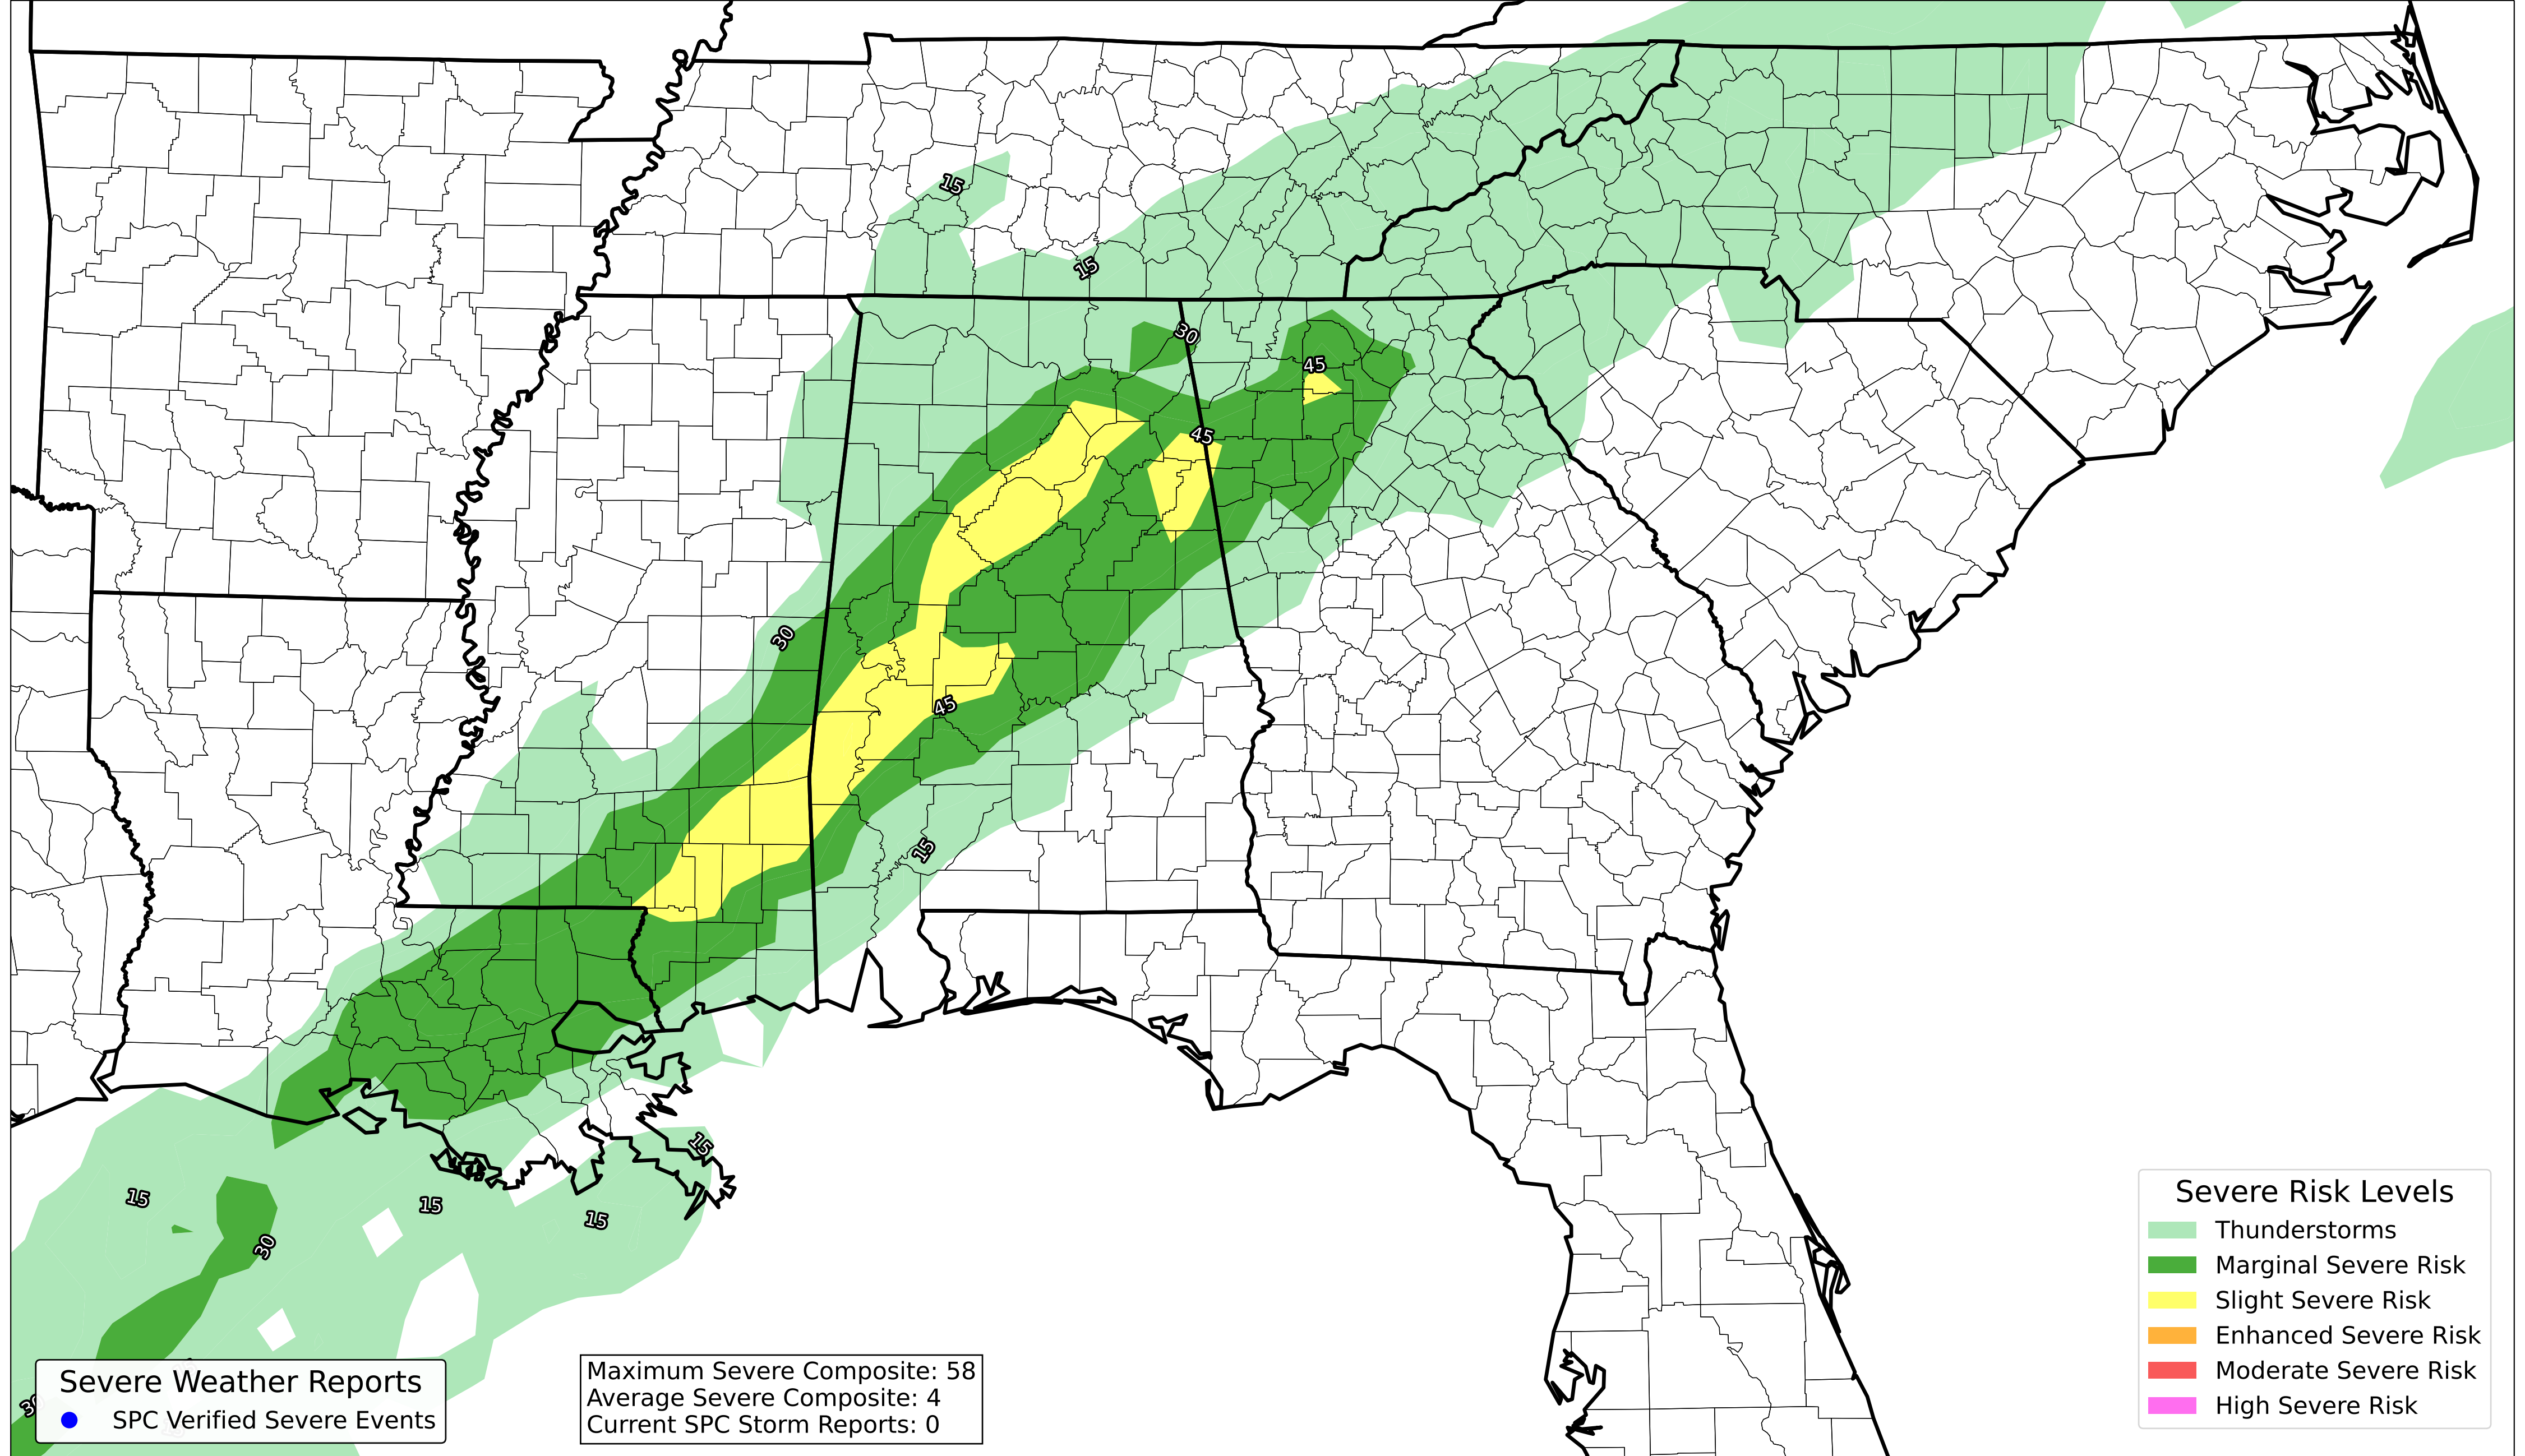 15
15
30
45
45
30
45
15
15
15
15
15
30
30
Severe Weather Reports
SPC Verified Severe Events
Maximum Severe Composite: 58
Average Severe Composite: 4
Current SPC Storm Reports: 0
Severe Risk Levels
Thunderstorms
Marginal Severe Risk
Slight Severe Risk
Enhanced Severe Risk
Moderate Severe Risk
High Severe Risk